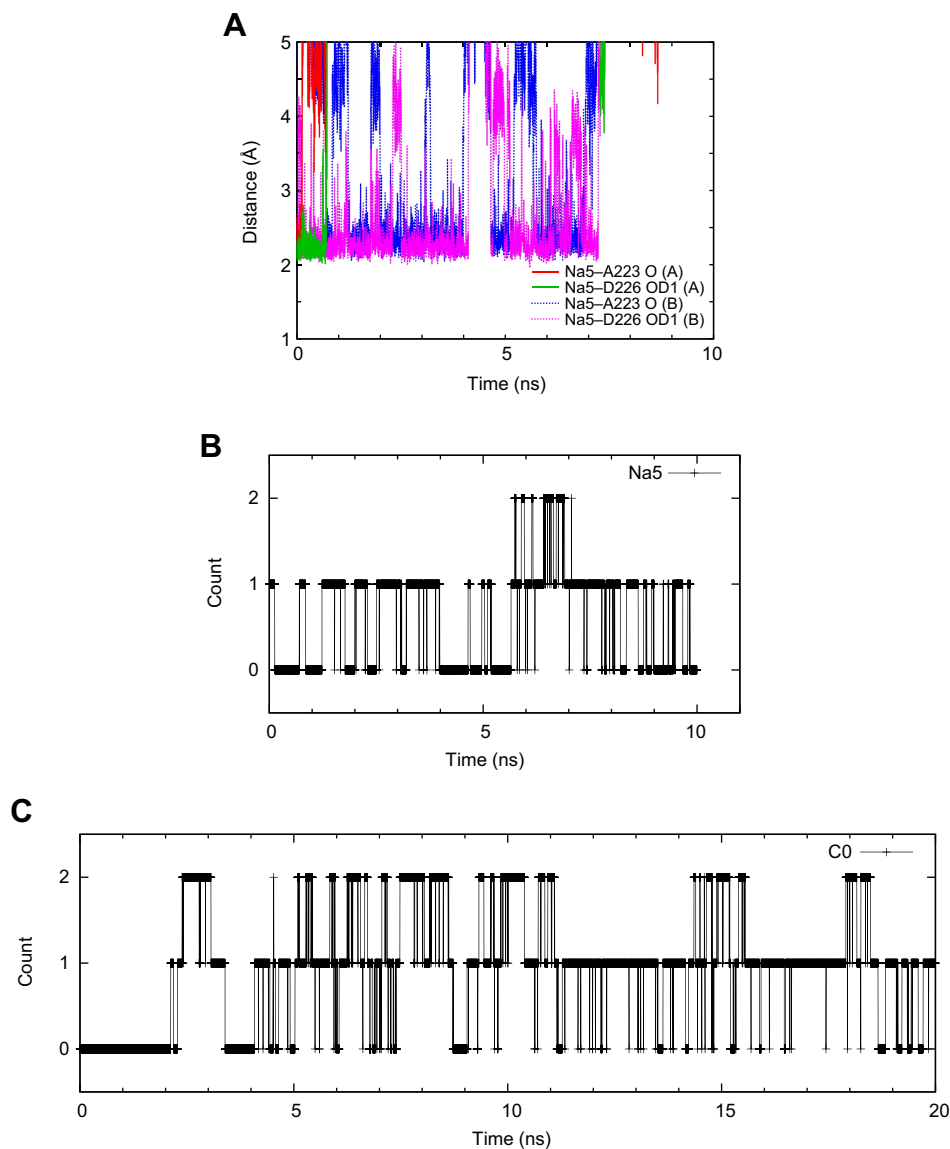 A
5
4
3
2
1
Distance (Å)
Na5–A223 O (A)
Na5–D226 OD1 (A)
Na5–A223 O (B)
Na5–D226 OD1 (B)
0 5 10
Time (ns)
B
Na5
2
1
0
Count
0 5 10
Time (ns)
C
C0
2
1
0
Count
0 5 10 15 20
Time (ns)